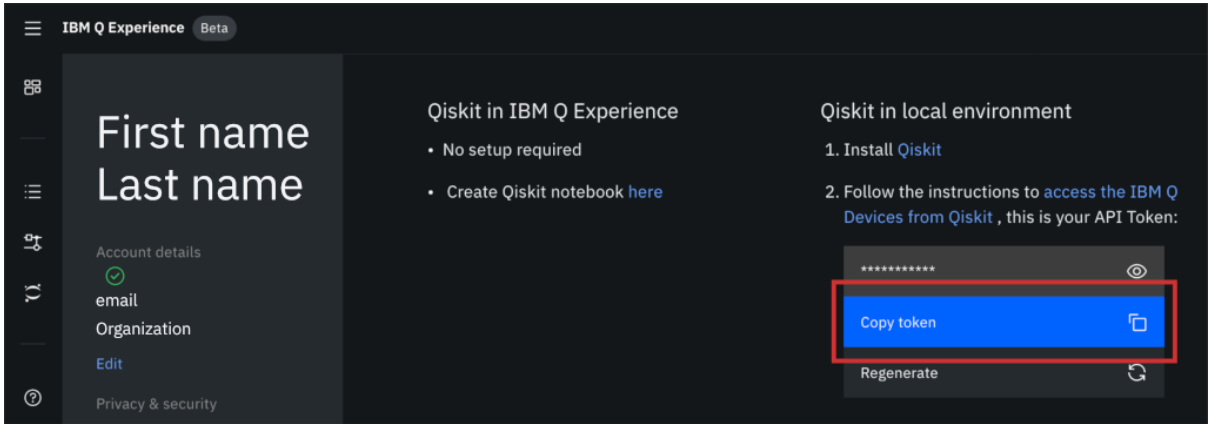 IBM Q Experience Beta
First name
Last name
Account details
email
Organization
Edit
Privacy & security
Qiskit in IBM Q Experience
• No setup required
• Create Qiskit notebook here
Qiskit in local environment
1. Install Qiskit
2. Follow the instructions to access the IBM Q
Devices from Qiskit , this is your API Token:
***********
Copy token
Regenerate